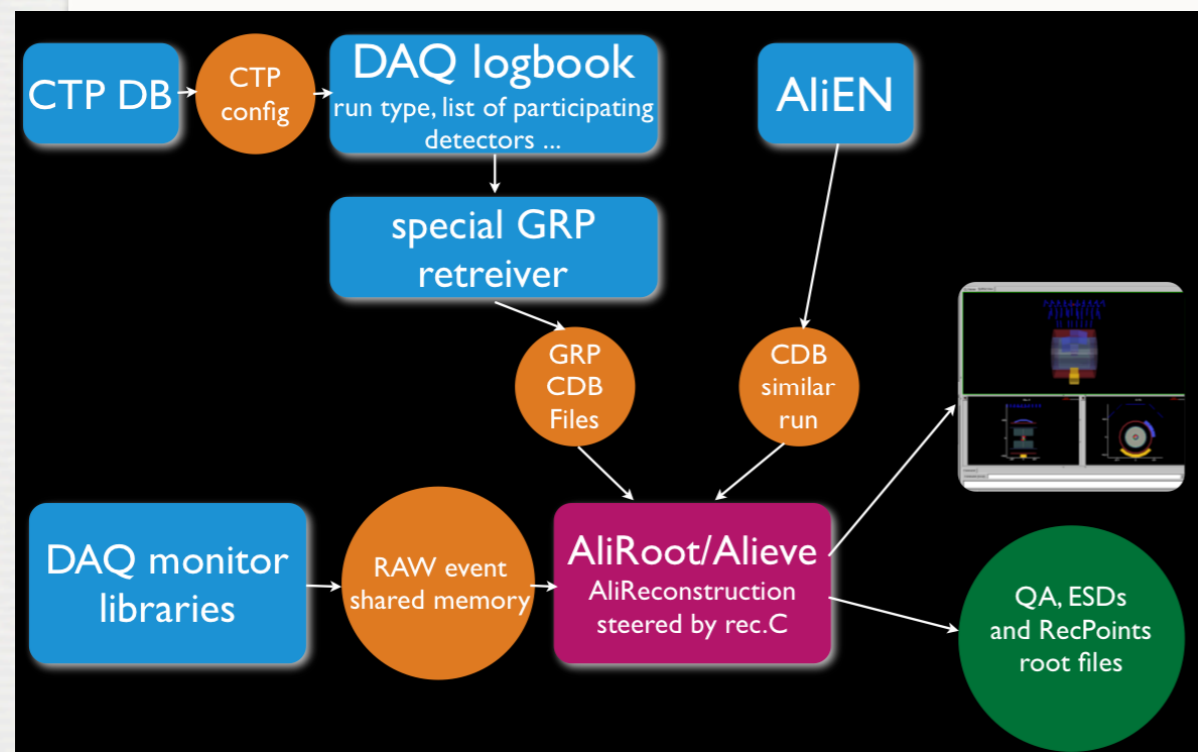 CTP DB
CTP
config
DAQ logbook
run type, list of participating
detectors ...
AliEN
special GRP
retreiver
GRP
CDB
Files
CDB
similar
run
DAQ monitor
libraries
RAW event
shared memory
AliRoot/Alieve
AliReconstruction
steered by rec.C
QA, ESDs
and RecPoints
root files